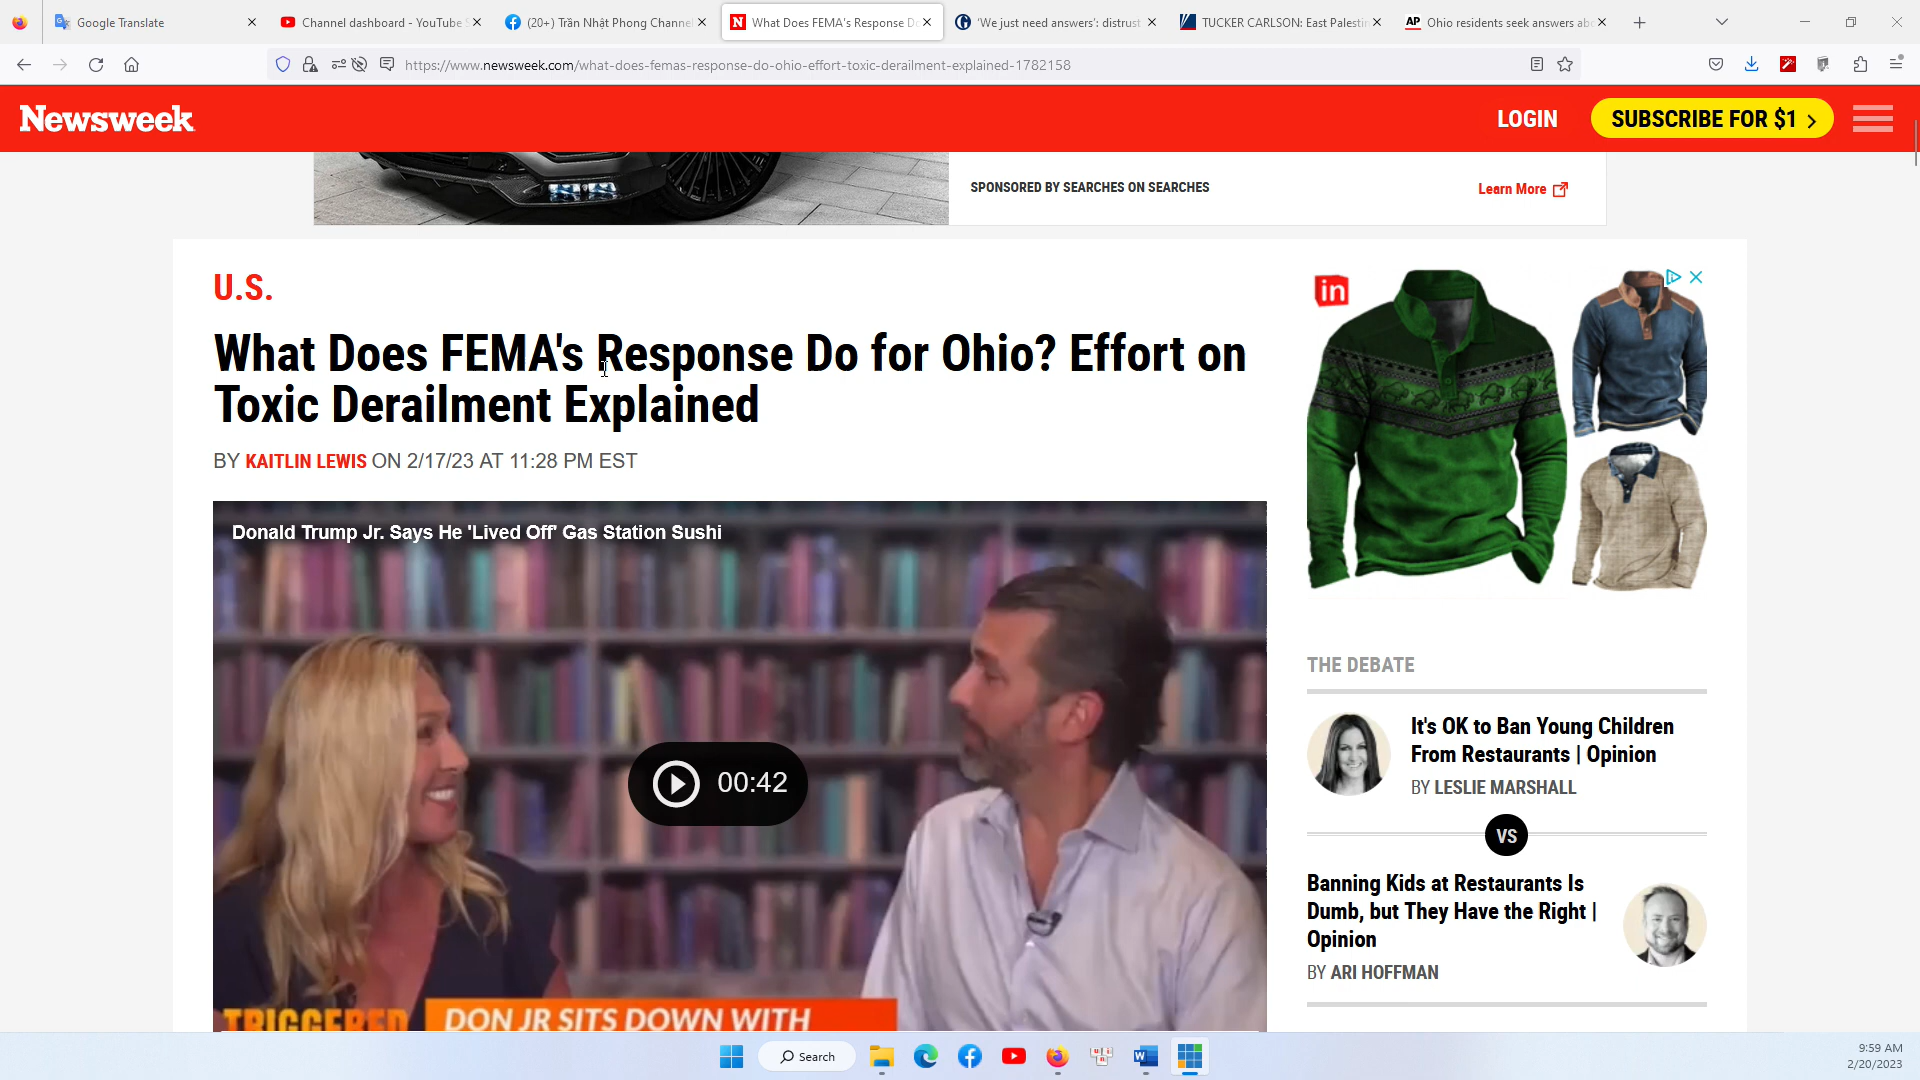 Google Translate
Channel dashboard - YouTube S
(20+) Trần Nhật Phong Channel
What Does FEMA's Response Do
'We just need answers': distrust
TUCKER CARLSON: East Palestin
AP Ohio residents seek answers abo
https://www.newsweek.com/what-does-femas-response-do-ohio-effort-toxic-derailment-explained-1782158
Newsweek
LOGIN
SUBSCRIBE FOR $1 >
SPONSORED BY SEARCHES ON SEARCHES
Learn More
U.S.
What Does FEMA's Response Do for Ohio? Effort on
Toxic Derailment Explained
BY KAITLIN LEWIS ON 2/17/23 AT 11:28 PM EST
Donald Trump Jr. Says He 'Lived Off' Gas Station Sushi
00:42
TRIGGERED
DON JR SITS DOWN WITH
in
THE DEBATE
It's OK to Ban Young Children
From Restaurants | Opinion
BY LESLIE MARSHALL
VS
Banning Kids at Restaurants Is
Dumb, but They Have the Right |
Opinion
BY ARI HOFFMAN
Search
9:59 AM
2/20/2023